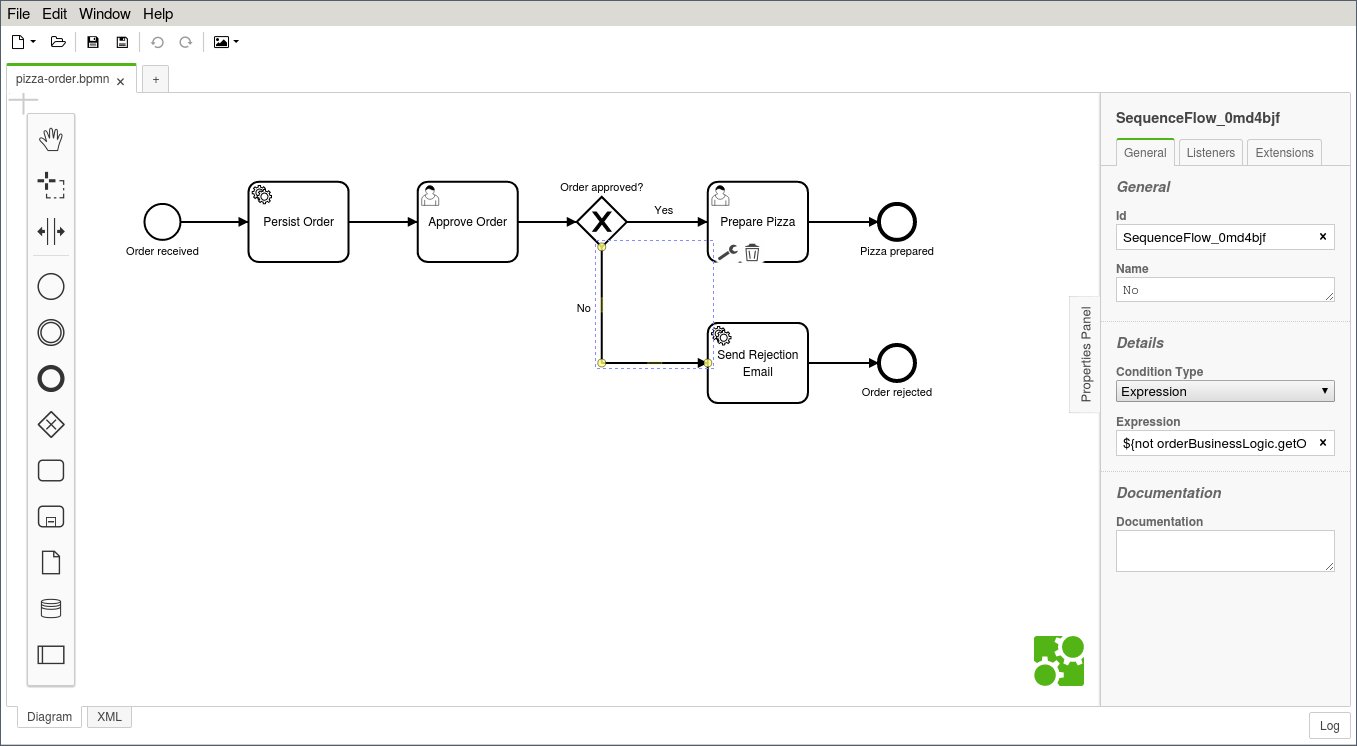 File Edit Window Help
pizza-order.bpmn
+
Order received
Persist Order
Approve Order
Order approved?
Yes
Prepare Pizza
Pizza prepared
No
Send Rejection
Email
Order rejected
Properties Panel
SequenceFlow_0md4bjf
General Listeners Extensions
General
Id
SequenceFlow_0md4bjf
Name
No
Details
Condition Type
Expression
Expression
${not orderBusinessLogic.getO
Documentation
Documentation
Diagram XML
Log